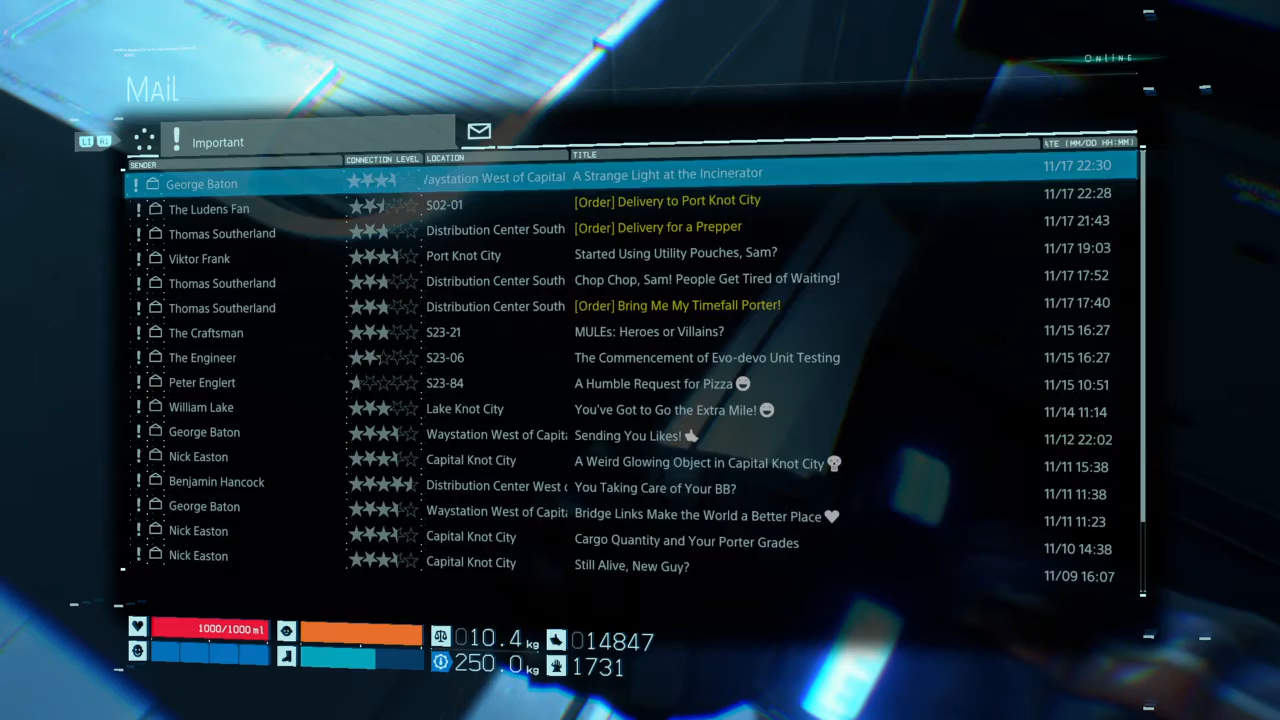 Mail
Online
L1 R1
Important
SENDER CONNECTION LEVEL LOCATION TITLE ATE (MM/DD HH:MM)
George Baton Waystation West of Capital A Strange Light at the Incinerator 11/17 22:30
The Ludens Fan S02-01 [Order] Delivery to Port Knot City 11/17 22:28
Thomas Southerland Distribution Center South [Order] Delivery for a Prepper 11/17 21:43
Viktor Frank Port Knot City Started Using Utility Pouches, Sam? 11/17 19:03
Thomas Southerland Distribution Center South Chop Chop, Sam! People Get Tired of Waiting! 11/17 17:52
Thomas Southerland Distribution Center South [Order] Bring Me My Timefall Porter! 11/17 17:40
The Craftsman S23-21 MULEs: Heroes or Villains? 11/15 16:27
The Engineer S23-06 The Commencement of Evo-devo Unit Testing 11/15 16:27
Peter Englert S23-84 A Humble Request for Pizza 11/15 10:51
William Lake Lake Knot City You've Got to Go the Extra Mile! 11/14 11:14
George Baton Waystation West of Capita Sending You Likes! 11/12 22:02
Nick Easton Capital Knot City A Weird Glowing Object in Capital Knot City 11/11 15:38
Benjamin Hancock Distribution Center West o You Taking Care of Your BB? 11/11 11:38
George Baton Waystation West of Capita Bridge Links Make the World a Better Place 11/11 11:23
Nick Easton Capital Knot City Cargo Quantity and Your Porter Grades 11/10 14:38
Nick Easton Capital Knot City Still Alive, New Guy? 11/09 16:07
1000/1000 ml 010.4 kg 014847
250.0 kg 1731